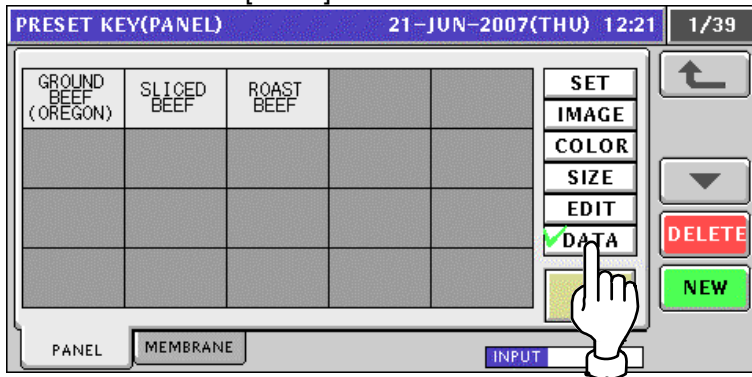 PRESET KEY(PANEL) 21-JUN-2007(THU) 12:21 1/39
GROUND
BEEF
(OREGON)
SLICED
BEEF
ROAST
BEEF
SET
IMAGE
COLOR
SIZE
EDIT
DATA
DELETE
NEW
PANEL
MEMBRANE
INPUT